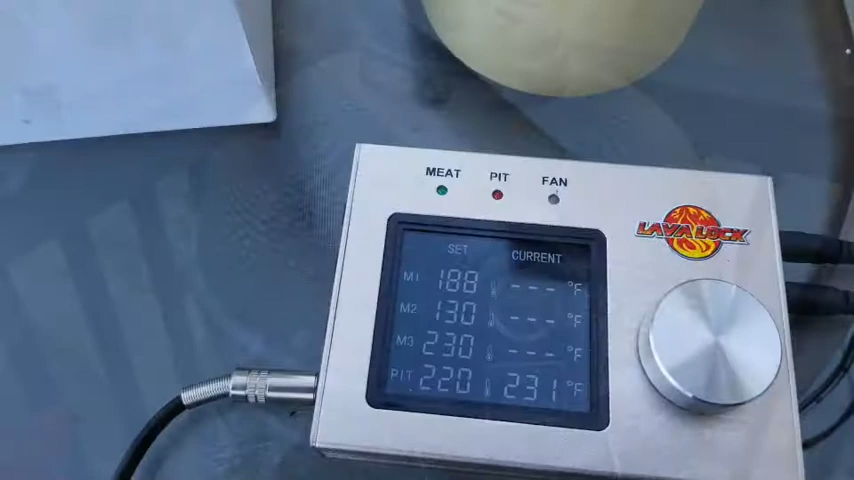 MEAT PIT FAN
LAVA LOCK
SET CURRENT
M1 188 ---- °F
M2 130 ---- °F
M3 230 ---- °F
PIT 220 231 °F